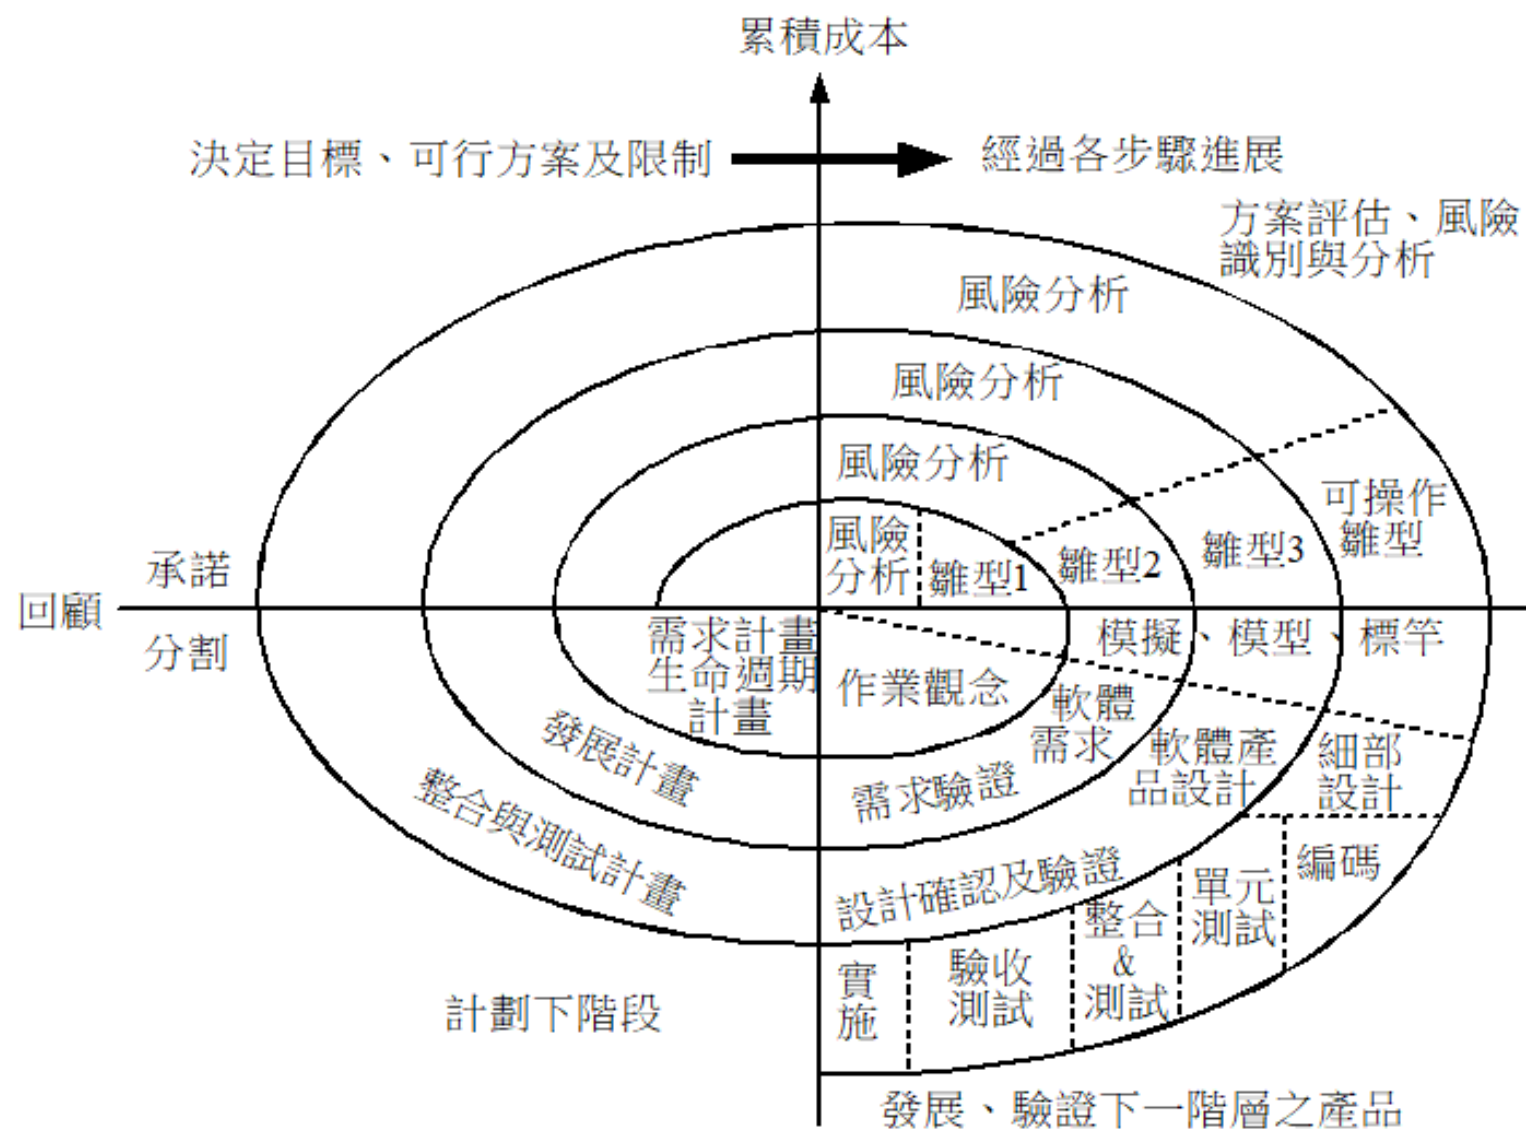 累積成本
決定目標、可行方案及限制
經過各步驟進展
方案評估、風險
識別與分析
風險分析
風險分析
風險分析
風險
分析
雛型1
雛型2
雛型3
可操作
雛型
承諾
回顧
分割
需求計畫
生命週期
計畫
作業觀念
模擬、模型、標竿
軟體
需求
軟體產
品設計
細部
設計
發展計畫
需求驗證
整合與測試計畫
設計確認及驗證
編碼
單元
測試
整合
&
測試
驗收
測試
實
施
計劃下階段
發展、驗證下一階層之產品